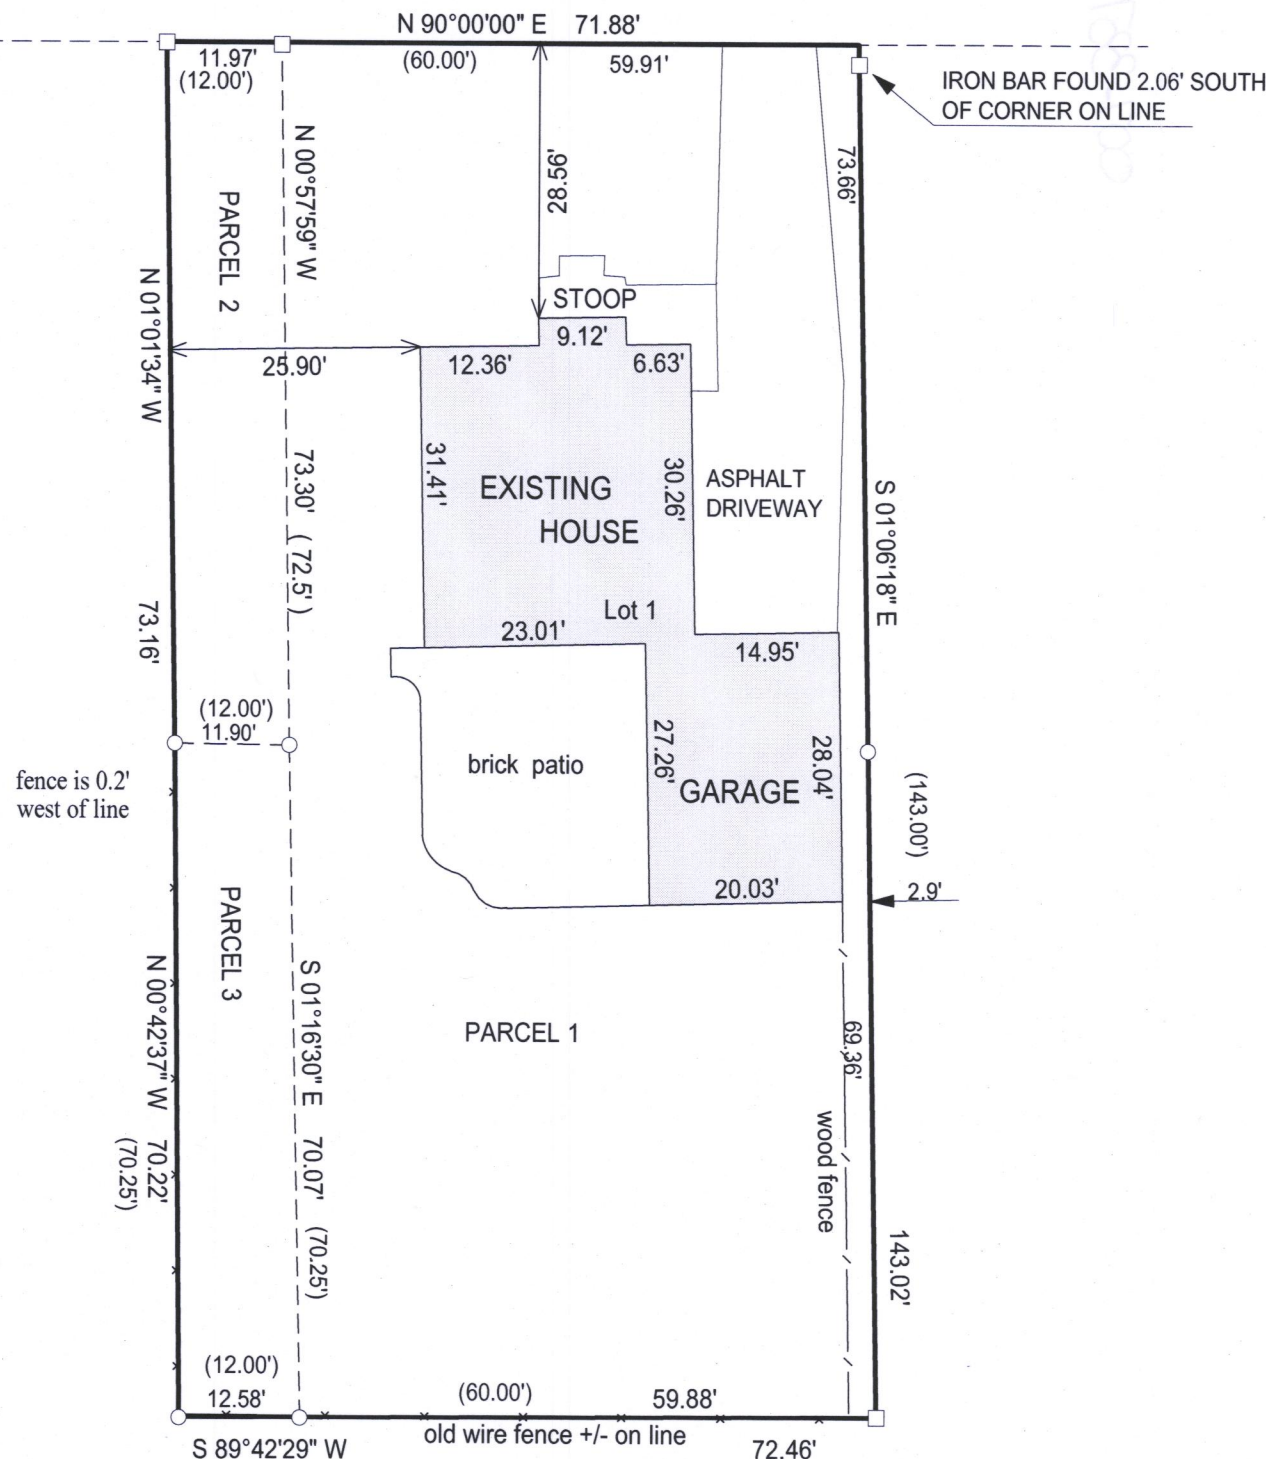 N 90°00'00" E 71.88'
11.97'
(12.00')
(60.00')
59.91'
IRON BAR FOUND 2.06' SOUTH
OF CORNER ON LINE
N 00°57'59" W
28.56'
73.66'
PARCEL 2
N 01°01'34" W
STOOP
9.12'
25.90'
12.36'
6.63'
31.41'
30.26'
73.30' ( 72.5' )
EXISTING
HOUSE
ASPHALT
DRIVEWAY
S 01°06'18" E
Lot 1
73.16'
23.01'
14.95'
(12.00')
11.90'
27.26'
28.04'
brick patio
fence is 0.2'
west of line
GARAGE
(143.00')
20.03'
2.9'
PARCEL 3
N 00°42'37" W 70.22'
(70.25')
S 01°16'30" E 70.07' (70.25')
PARCEL 1
69.36'
wood fence
143.02'
(12.00')
12.58'
(60.00')
59.88'
old wire fence +/- on line
S 89°42'29" W
72.46'